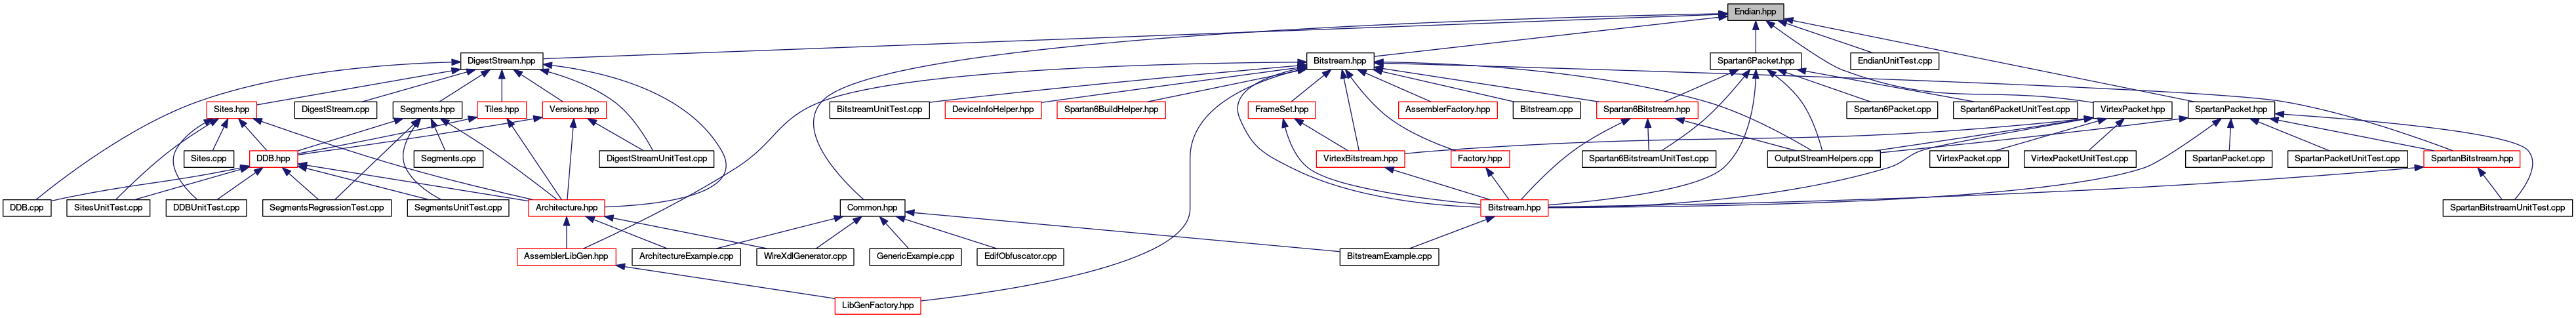 Endian.hpp
DigestStream.hpp
Bitstream.hpp
Spartan6Packet.hpp
EndianUnitTest.cpp
Sites.hpp
DigestStream.cpp
Segments.hpp
Tiles.hpp
Versions.hpp
BitstreamUnitTest.cpp
DeviceInfoHelper.hpp
Spartan6BuildHelper.hpp
FrameSet.hpp
AssemblerFactory.hpp
Bitstream.cpp
Spartan6Bitstream.hpp
Spartan6Packet.cpp
Spartan6PacketUnitTest.cpp
VirtexPacket.hpp
SpartanPacket.hpp
Sites.cpp
DDB.hpp
Segments.cpp
DigestStreamUnitTest.cpp
VirtexBitstream.hpp
Factory.hpp
Spartan6BitstreamUnitTest.cpp
OutputStreamHelpers.cpp
VirtexPacket.cpp
VirtexPacketUnitTest.cpp
SpartanPacket.cpp
SpartanPacketUnitTest.cpp
SpartanBitstream.hpp
DDB.cpp
SitesUnitTest.cpp
DDBUnitTest.cpp
SegmentsRegressionTest.cpp
SegmentsUnitTest.cpp
Architecture.hpp
Common.hpp
Bitstream.hpp
SpartanBitstreamUnitTest.cpp
AssemblerLibGen.hpp
ArchitectureExample.cpp
WireXdlGenerator.cpp
GenericExample.cpp
EdifObfuscator.cpp
BitstreamExample.cpp
LibGenFactory.hpp